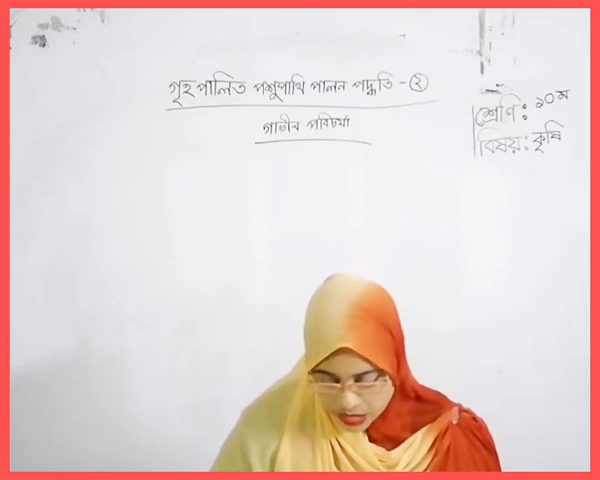 গৃহপালিত পশুপাখি পালন পদ্ধতি - ২
গাভীর পরিচর্যা
শ্রেণি: ১০ম
বিষয়: কৃষি